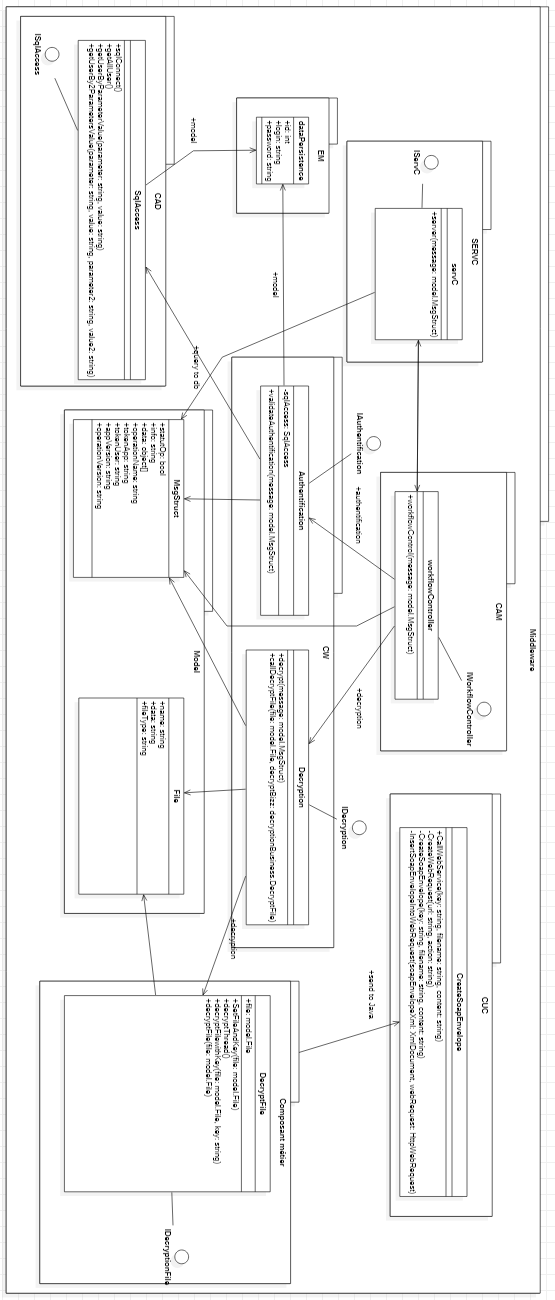 Middleware
SERVC
IServC
servC
+server(message: model.MsgStruct)
CAM
workflowController
+workflowControl(message: model.MsgStruct)
IWorkflowController
CUC
CreateSoapEnvelope
+CallWebService(key: string, filename: string, content: string)
-CreateWebRequest(url: string, action: string)
-CreateSoapEnvelope(key: string, filename: string, content: string)
-InsertSoapEnvelopeIntoWebRequest(soapEnvelopeXml: XmlDocument, webRequest: HttpWebRequest)
EM
dataPersistence
+id: int
+login: string
+password: string
+model
+model
IAuthentification
+authentification
+decryption
IDecryption
+send to Java
CW
Authentification
-sqlAccess: SqlAccess
+validateAuthentification(message: model.MsgStruct)
Decryption
+decrypt(message: model.MsgStruct)
+callDecryptFile(file: model.File, decryptBizz: decryptionBusiness.DecryptFile)
+decryption
+query to db
CAD
SqlAccess
+sqlConnect()
+getAllUser()
+getUserByParameterValue(parameter: string, value: string)
+getUserBy2ParametersValue(parameter: string, value: string, parameter2: string, value2: string)
ISqlAccess
Model
MsgStruct
+statutOp: bool
+info: string
+data: object[]
+operationName: string
+tokenApp: string
+tokenUser: string
+appVersion: string
+operationVersion: string
File
+name: string
+data: string
+fileType: string
Composant métier
DecryptFile
+file: model.File
+SetFileAndKey(file: model.File)
+decryptThread()
+decryptFilewithKey(file: model.File, key: string)
+decryptFile(file: model.File)
IDecryptionFile